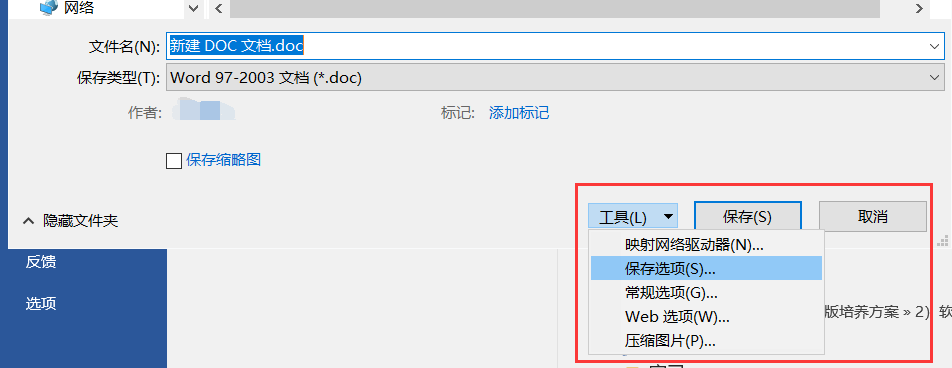 网络
文件名(N): 新建 DOC 文档.doc
保存类型(T): Word 97-2003 文档 (*.doc)
作者: 标记: 添加标记
保存缩略图
隐藏文件夹 工具(L) 保存(S) 取消
映射网络驱动器(N)...
反馈
保存选项(S)...
常规选项(G)...
选项
Web 选项(W)... 版培养方案 » 2) 软
压缩图片(P)...